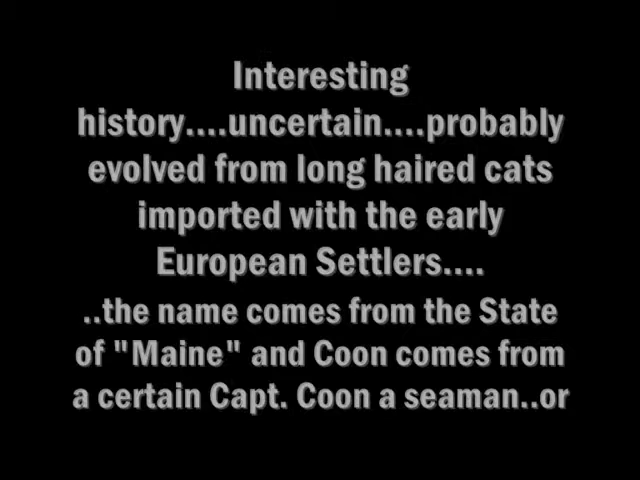 Interesting
history....uncertain....probably
evolved from long haired cats
imported with the early
European Settlers....
..the name comes from the State
of "Maine" and Coon comes from
a certain Capt. Coon a seaman..or